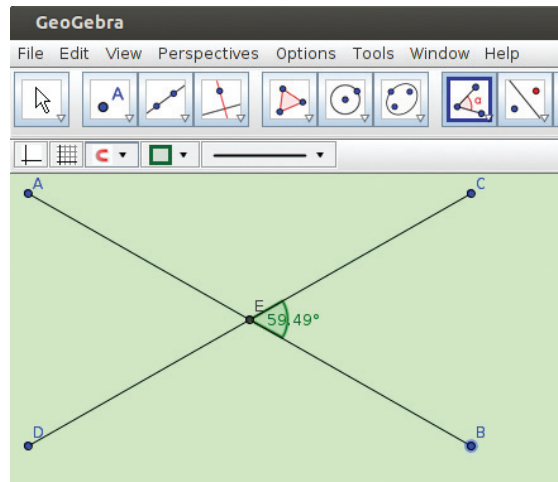 GeoGebra
File Edit View Perspectives Options Tools Window Help
A
α
A
C
E
59.49°
D
B